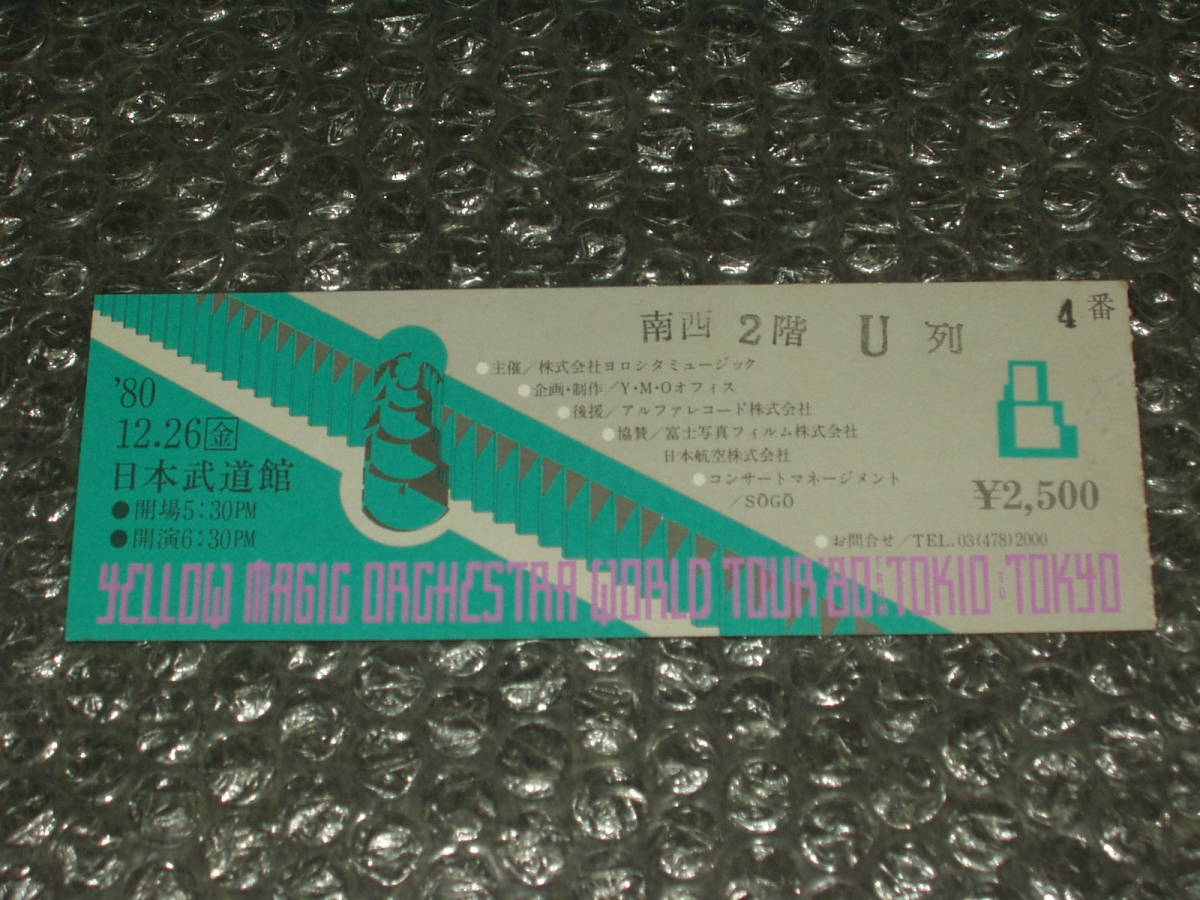 '80
12.26金
日本武道館
●開場5:30PM
●開演6:30PM
南西 2階 U 列 4番
●主催/株式会社ヨロシタミュージック
●企画・制作/Y・M・Oオフィス
●後援/アルファレコード株式会社
●協賛/富士写真フイルム株式会社
日本航空株式会社
●コンサートマネージメント
/SŌGŌ
B
¥2,500
●お問合せ/TEL.03(478)2000
YELLOW MAGIC ORCHESTRA WORLD TOUR 80: FROM TOKIO TO TOKYO